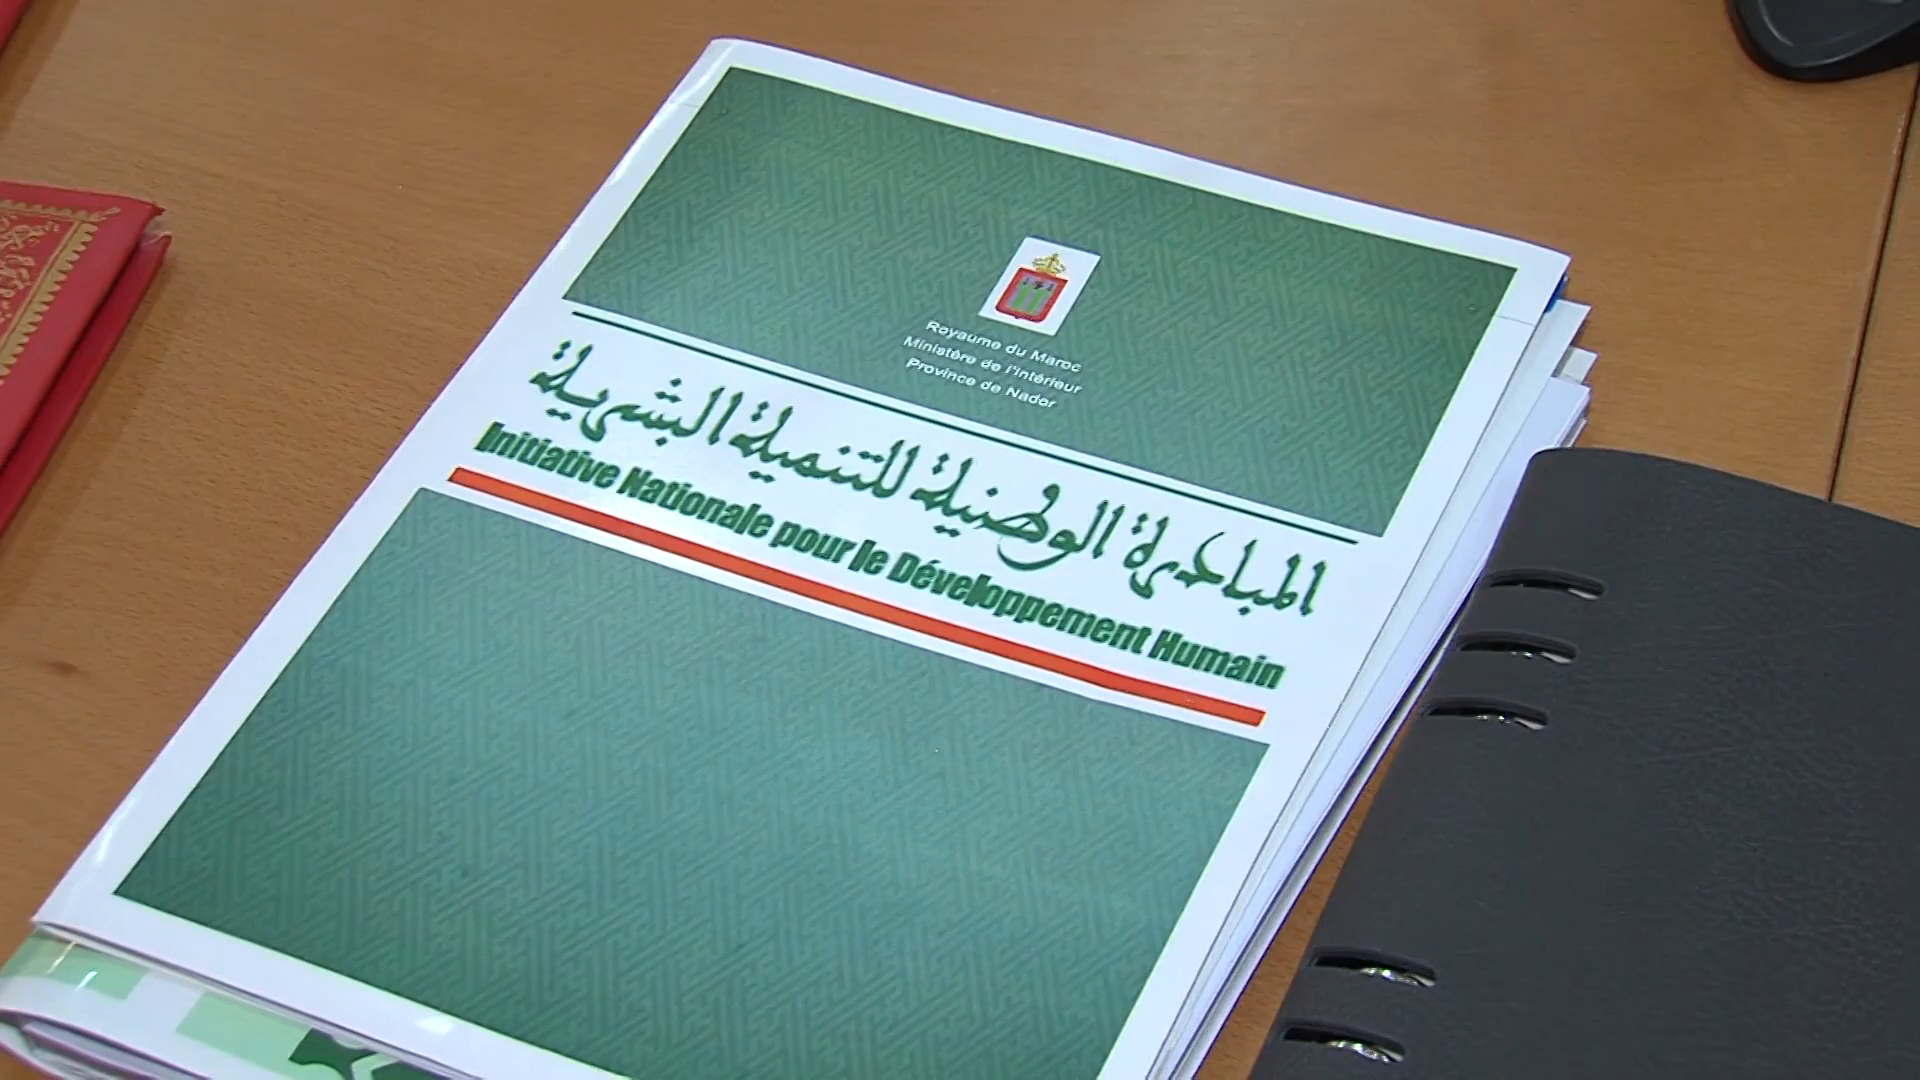 Royaume du Maroc
Ministère de l'intérieur
Province de Nador
المبادرة الوطنية للتنمية البشرية
Initiative Nationale pour le Développement Humain